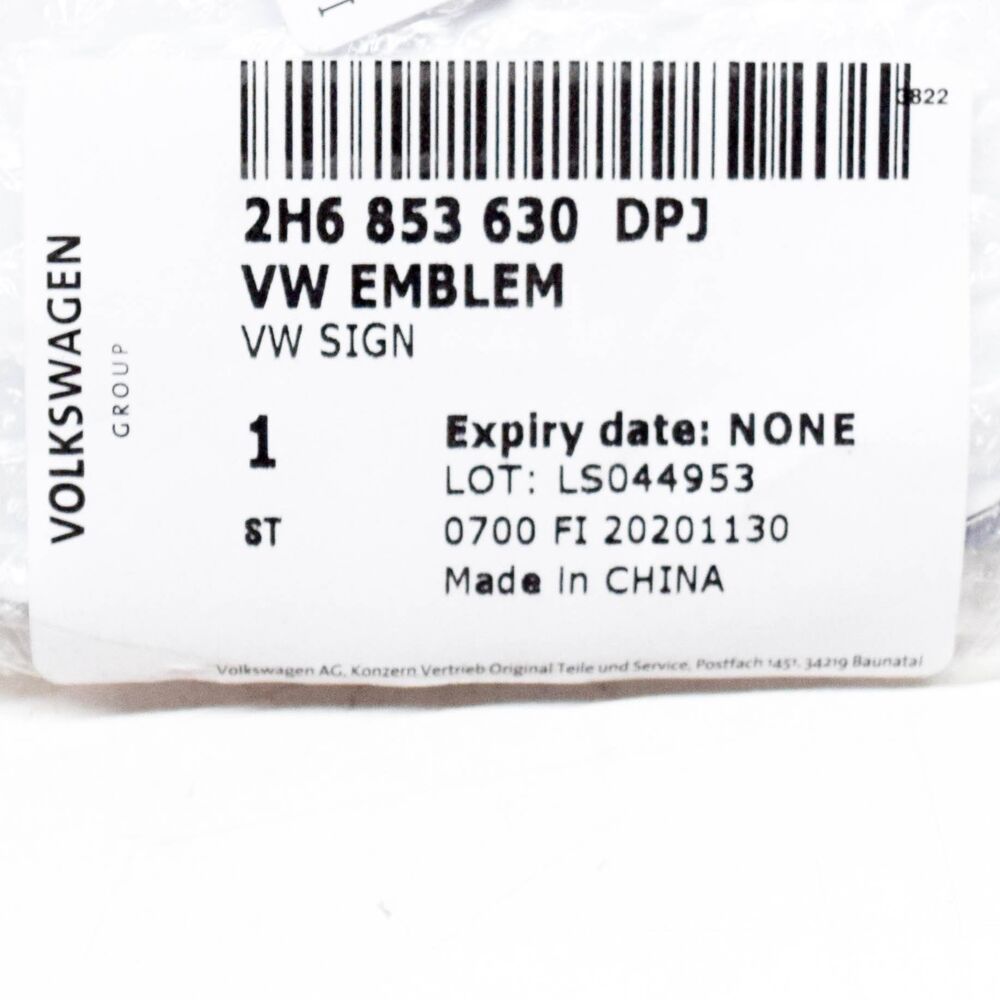 3822
2H6 853 630 DPJ
VW EMBLEM
VW SIGN
VOLKSWAGEN
GROUP
1
Expiry date: NONE
LOT: LS044953
ST
0700 FI 20201130
Made in CHINA
Volkswagen AG, Konzern Vertrieb Original Teile und Service, Postfach 1451, 34219 Baunatal